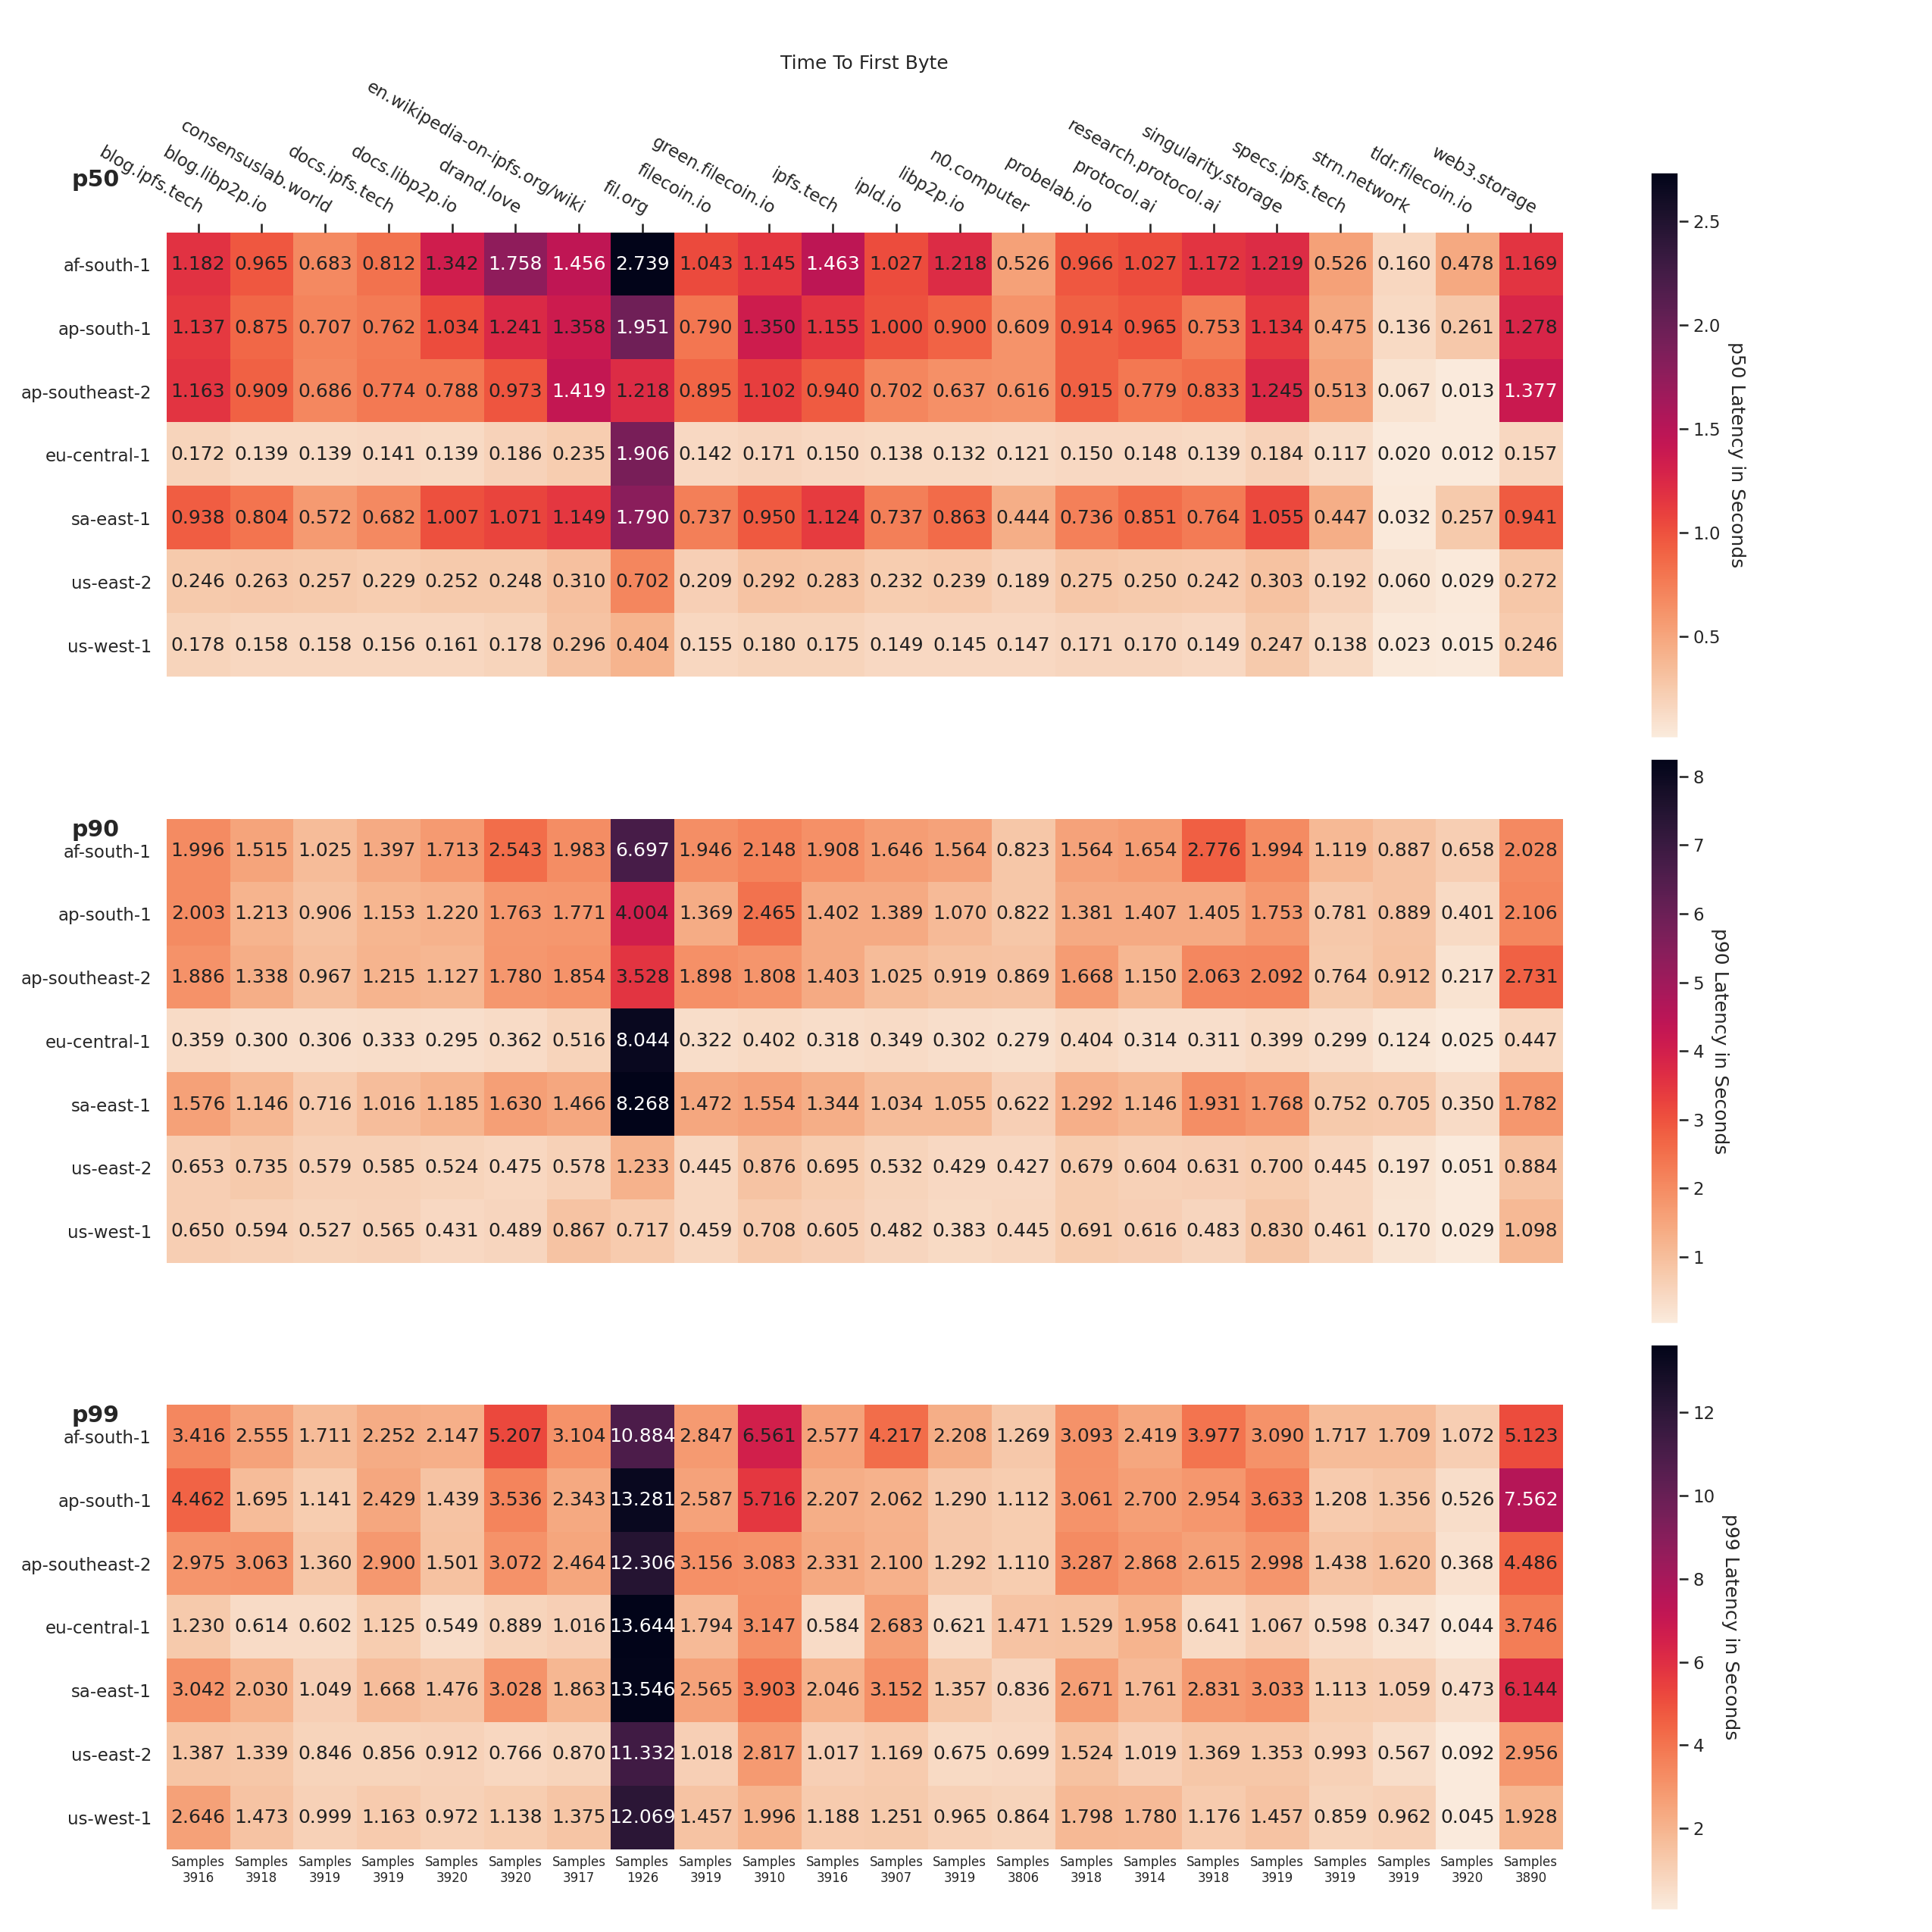 Time To First Byte
p50
blog.ipfs.tech
blog.libp2p.io
consensuslab.world
docs.ipfs.tech
docs.libp2p.io
drand.love
en.wikipedia-on-ipfs.org/wiki
fil.org
filecoin.io
green.filecoin.io
ipfs.tech
ipld.io
libp2p.io
n0.computer
probelab.io
protocol.ai
research.protocol.ai
singularity.storage
specs.ipfs.tech
strn.network
tldr.filecoin.io
web3.storage
af-south-1 1.182 0.965 0.683 0.812 1.342 1.758 1.456 2.739 1.043 1.145 1.463 1.027 1.218 0.526 0.966 1.027 1.172 1.219 0.526 0.160 0.478 1.169
ap-south-1 1.137 0.875 0.707 0.762 1.034 1.241 1.358 1.951 0.790 1.350 1.155 1.000 0.900 0.609 0.914 0.965 0.753 1.134 0.475 0.136 0.261 1.278
ap-southeast-2 1.163 0.909 0.686 0.774 0.788 0.973 1.419 1.218 0.895 1.102 0.940 0.702 0.637 0.616 0.915 0.779 0.833 1.245 0.513 0.067 0.013 1.377
eu-central-1 0.172 0.139 0.139 0.141 0.139 0.186 0.235 1.906 0.142 0.171 0.150 0.138 0.132 0.121 0.150 0.148 0.139 0.184 0.117 0.020 0.012 0.157
sa-east-1 0.938 0.804 0.572 0.682 1.007 1.071 1.149 1.790 0.737 0.950 1.124 0.737 0.863 0.444 0.736 0.851 0.764 1.055 0.447 0.032 0.257 0.941
us-east-2 0.246 0.263 0.257 0.229 0.252 0.248 0.310 0.702 0.209 0.292 0.283 0.232 0.239 0.189 0.275 0.250 0.242 0.303 0.192 0.060 0.029 0.272
us-west-1 0.178 0.158 0.158 0.156 0.161 0.178 0.296 0.404 0.155 0.180 0.175 0.149 0.145 0.147 0.171 0.170 0.149 0.247 0.138 0.023 0.015 0.246
2.5
2.0
1.5
1.0
0.5
p50 Latency in Seconds
p90
af-south-1 1.996 1.515 1.025 1.397 1.713 2.543 1.983 6.697 1.946 2.148 1.908 1.646 1.564 0.823 1.564 1.654 2.776 1.994 1.119 0.887 0.658 2.028
ap-south-1 2.003 1.213 0.906 1.153 1.220 1.763 1.771 4.004 1.369 2.465 1.402 1.389 1.070 0.822 1.381 1.407 1.405 1.753 0.781 0.889 0.401 2.106
ap-southeast-2 1.886 1.338 0.967 1.215 1.127 1.780 1.854 3.528 1.898 1.808 1.403 1.025 0.919 0.869 1.668 1.150 2.063 2.092 0.764 0.912 0.217 2.731
eu-central-1 0.359 0.300 0.306 0.333 0.295 0.362 0.516 8.044 0.322 0.402 0.318 0.349 0.302 0.279 0.404 0.314 0.311 0.399 0.299 0.124 0.025 0.447
sa-east-1 1.576 1.146 0.716 1.016 1.185 1.630 1.466 8.268 1.472 1.554 1.344 1.034 1.055 0.622 1.292 1.146 1.931 1.768 0.752 0.705 0.350 1.782
us-east-2 0.653 0.735 0.579 0.585 0.524 0.475 0.578 1.233 0.445 0.876 0.695 0.532 0.429 0.427 0.679 0.604 0.631 0.700 0.445 0.197 0.051 0.884
us-west-1 0.650 0.594 0.527 0.565 0.431 0.489 0.867 0.717 0.459 0.708 0.605 0.482 0.383 0.445 0.691 0.616 0.483 0.830 0.461 0.170 0.029 1.098
8
7
6
5
4
3
2
1
p90 Latency in Seconds
p99
af-south-1 3.416 2.555 1.711 2.252 2.147 5.207 3.104 10.884 2.847 6.561 2.577 4.217 2.208 1.269 3.093 2.419 3.977 3.090 1.717 1.709 1.072 5.123
ap-south-1 4.462 1.695 1.141 2.429 1.439 3.536 2.343 13.281 2.587 5.716 2.207 2.062 1.290 1.112 3.061 2.700 2.954 3.633 1.208 1.356 0.526 7.562
ap-southeast-2 2.975 3.063 1.360 2.900 1.501 3.072 2.464 12.306 3.156 3.083 2.331 2.100 1.292 1.110 3.287 2.868 2.615 2.998 1.438 1.620 0.368 4.486
eu-central-1 1.230 0.614 0.602 1.125 0.549 0.889 1.016 13.644 1.794 3.147 0.584 2.683 0.621 1.471 1.529 1.958 0.641 1.067 0.598 0.347 0.044 3.746
sa-east-1 3.042 2.030 1.049 1.668 1.476 3.028 1.863 13.546 2.565 3.903 2.046 3.152 1.357 0.836 2.671 1.761 2.831 3.033 1.113 1.059 0.473 6.144
us-east-2 1.387 1.339 0.846 0.856 0.912 0.766 0.870 11.332 1.018 2.817 1.017 1.169 0.675 0.699 1.524 1.019 1.369 1.353 0.993 0.567 0.092 2.956
us-west-1 2.646 1.473 0.999 1.163 0.972 1.138 1.375 12.069 1.457 1.996 1.188 1.251 0.965 0.864 1.798 1.780 1.176 1.457 0.859 0.962 0.045 1.928
Samples Samples Samples Samples Samples Samples Samples Samples Samples Samples Samples Samples Samples Samples Samples Samples Samples Samples Samples Samples Samples Samples
3916 3918 3919 3919 3920 3920 3917 1926 3919 3910 3916 3907 3919 3806 3918 3914 3918 3919 3919 3919 3920 3890
12
10
8
6
4
2
p99 Latency in Seconds